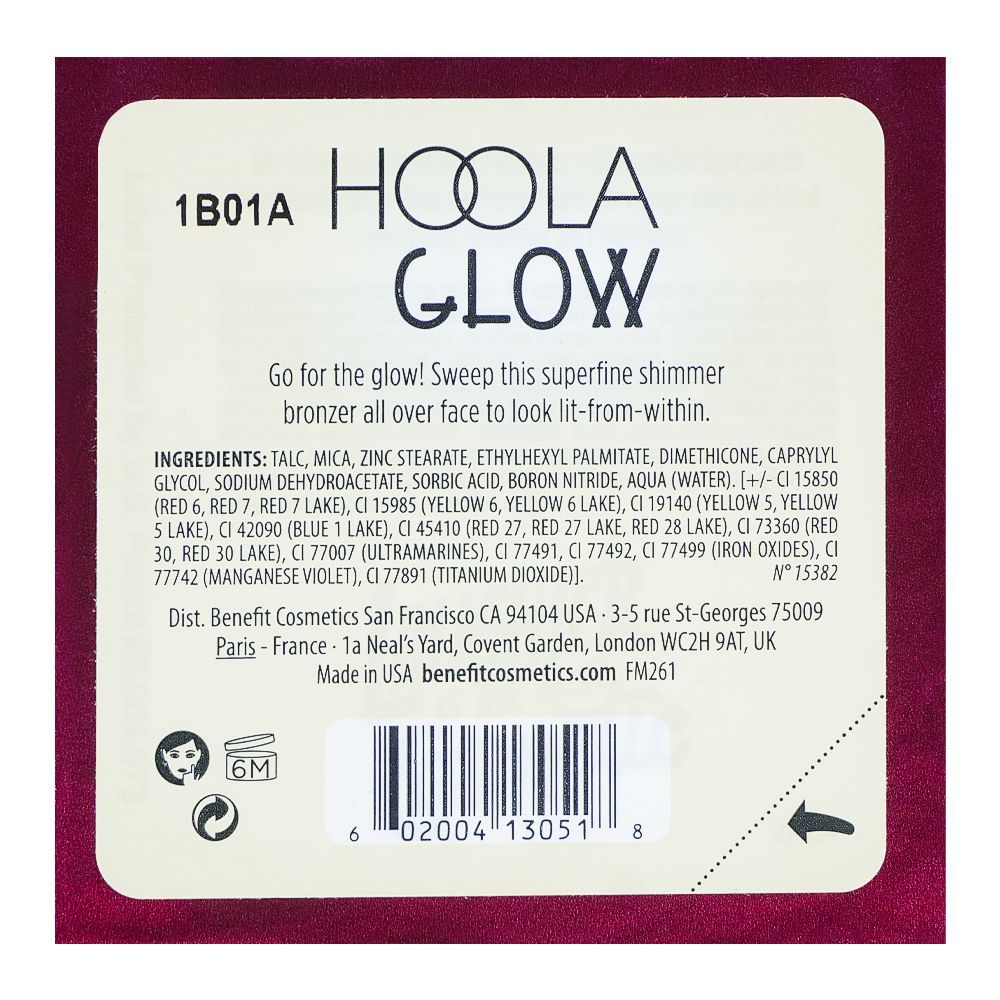 1B01A
HOOLA
GLOW
Go for the glow! Sweep this superfine shimmer
bronzer all over face to look lit-from-within.
INGREDIENTS: TALC, MICA, ZINC STEARATE, ETHYLHEXYL PALMITATE, DIMETHICONE, CAPRYLYL
GLYCOL, SODIUM DEHYDROACETATE, SORBIC ACID, BORON NITRIDE, AQUA (WATER). [+/- CI 15850
(RED 6, RED 7, RED 7 LAKE), CI 15985 (YELLOW 6, YELLOW 6 LAKE), CI 19140 (YELLOW 5, YELLOW
5 LAKE), CI 42090 (BLUE 1 LAKE), CI 45410 (RED 27, RED 27 LAKE, RED 28 LAKE), CI 73360 (RED
30, RED 30 LAKE), CI 77007 (ULTRAMARINES), CI 77491, CI 77492, CI 77499 (IRON OXIDES), CI
77742 (MANGANESE VIOLET), CI 77891 (TITANIUM DIOXIDE)]. N° 15382
Dist. Benefit Cosmetics San Francisco CA 94104 USA · 3-5 rue St-Georges 75009
Paris - France · 1a Neal's Yard, Covent Garden, London WC2H 9AT, UK
Made in USA benefitcosmetics.com FM261
6M
6 02004 13051 8